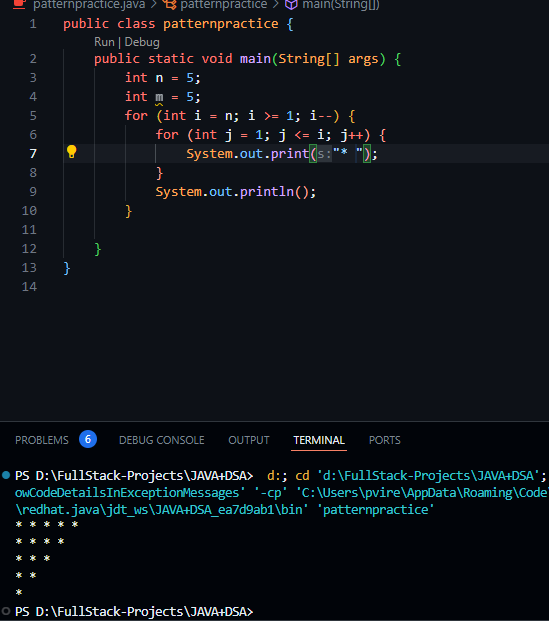 patternpractice.java > patternpractice > main(String[])
1 public class patternpractice {
Run | Debug
2 public static void main(String[] args) {
3 int n = 5;
4 int m = 5;
5 for (int i = n; i >= 1; i--) {
6 for (int j = 1; j <= i; j++) {
7 System.out.print(s:"* ");
8 }
9 System.out.println();
10 }
11
12 }
13 }
14
PROBLEMS 6 DEBUG CONSOLE OUTPUT TERMINAL PORTS
PS D:\FullStack-Projects\JAVA+DSA> d:; cd 'd:\FullStack-Projects\JAVA+DSA';
owCodeDetailsInExceptionMessages' '-cp' 'C:\Users\pvire\AppData\Roaming\Code
\redhat.java\jdt_ws\JAVA+DSA_ea7d9ab1\bin' 'patternpractice'
* * * * *
* * * *
* * *
* *
*
PS D:\FullStack-Projects\JAVA+DSA>